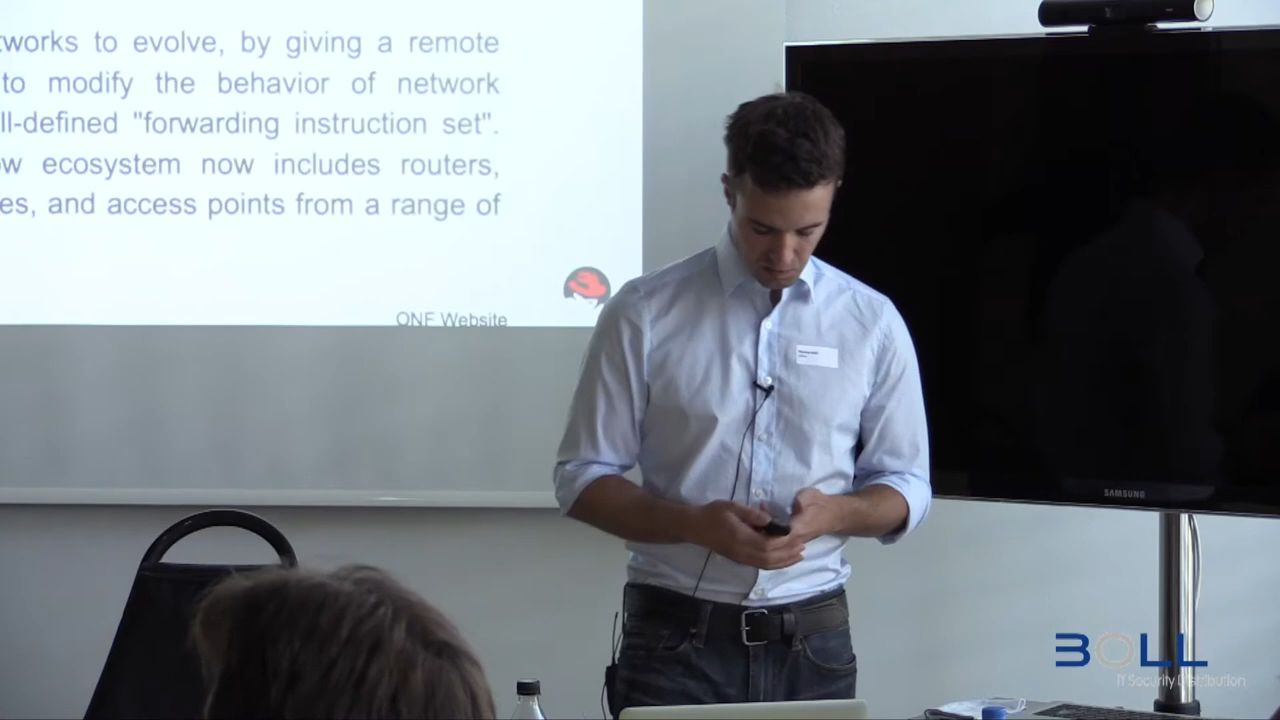 tworks to evolve, by giving a remote
to modify the behavior of network
ll-defined "forwarding instruction set".
ow ecosystem now includes routers,
es, and access points from a range of
ONF Website
SAMSUNG
BOLL
IT Security Distribution